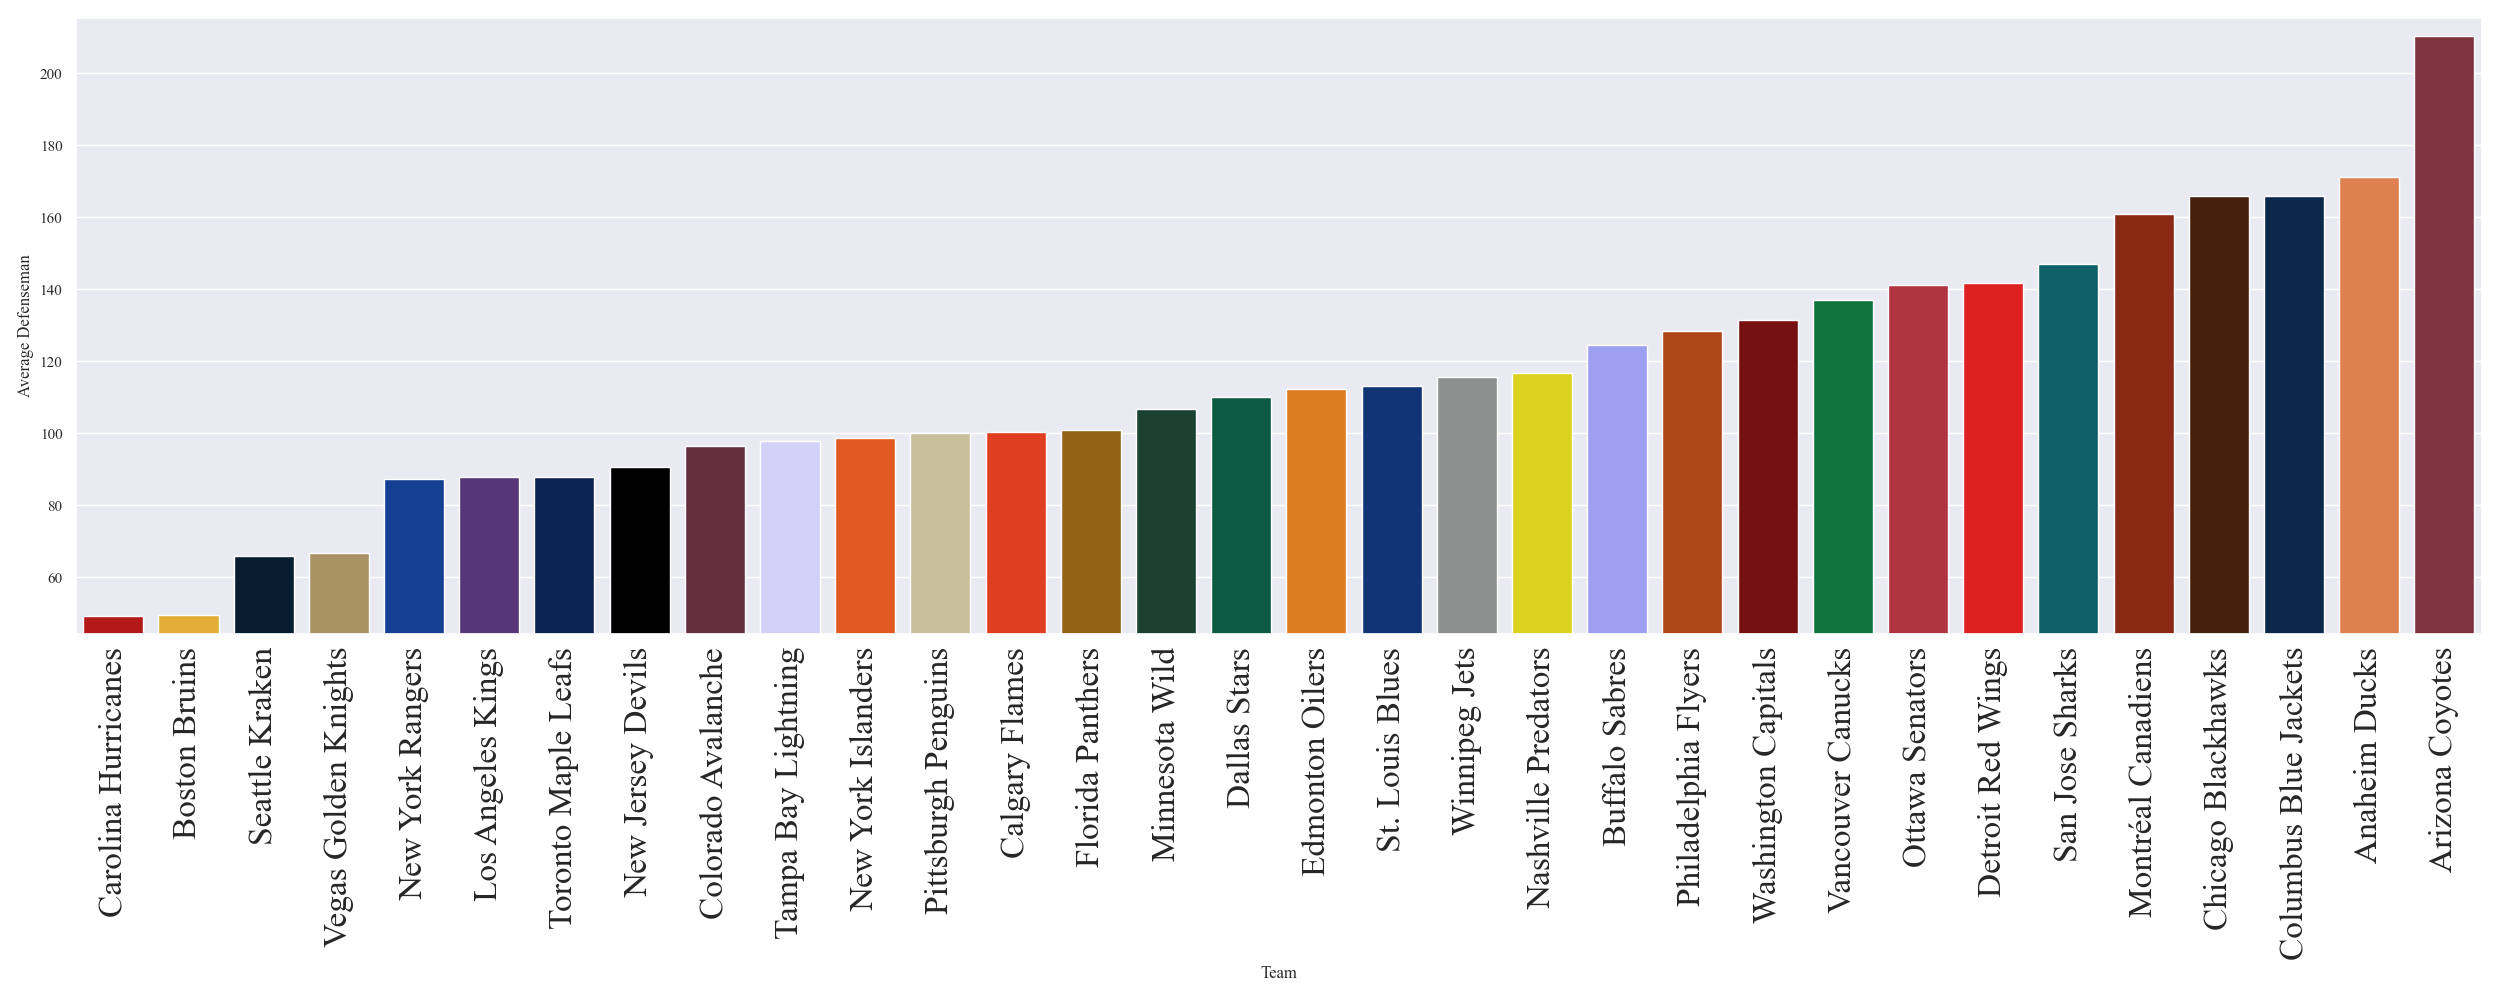 200
180
160
140
120
100
80
60
Average Defenseman
Carolina Hurricanes
Boston Bruins
Seattle Kraken
Vegas Golden Knights
New York Rangers
Los Angeles Kings
Toronto Maple Leafs
New Jersey Devils
Colorado Avalanche
Tampa Bay Lightning
New York Islanders
Pittsburgh Penguins
Calgary Flames
Florida Panthers
Minnesota Wild
Dallas Stars
Edmonton Oilers
St. Louis Blues
Winnipeg Jets
Nashville Predators
Buffalo Sabres
Philadelphia Flyers
Washington Capitals
Vancouver Canucks
Ottawa Senators
Detroit Red Wings
San Jose Sharks
Montréal Canadiens
Chicago Blackhawks
Columbus Blue Jackets
Anaheim Ducks
Arizona Coyotes
Team